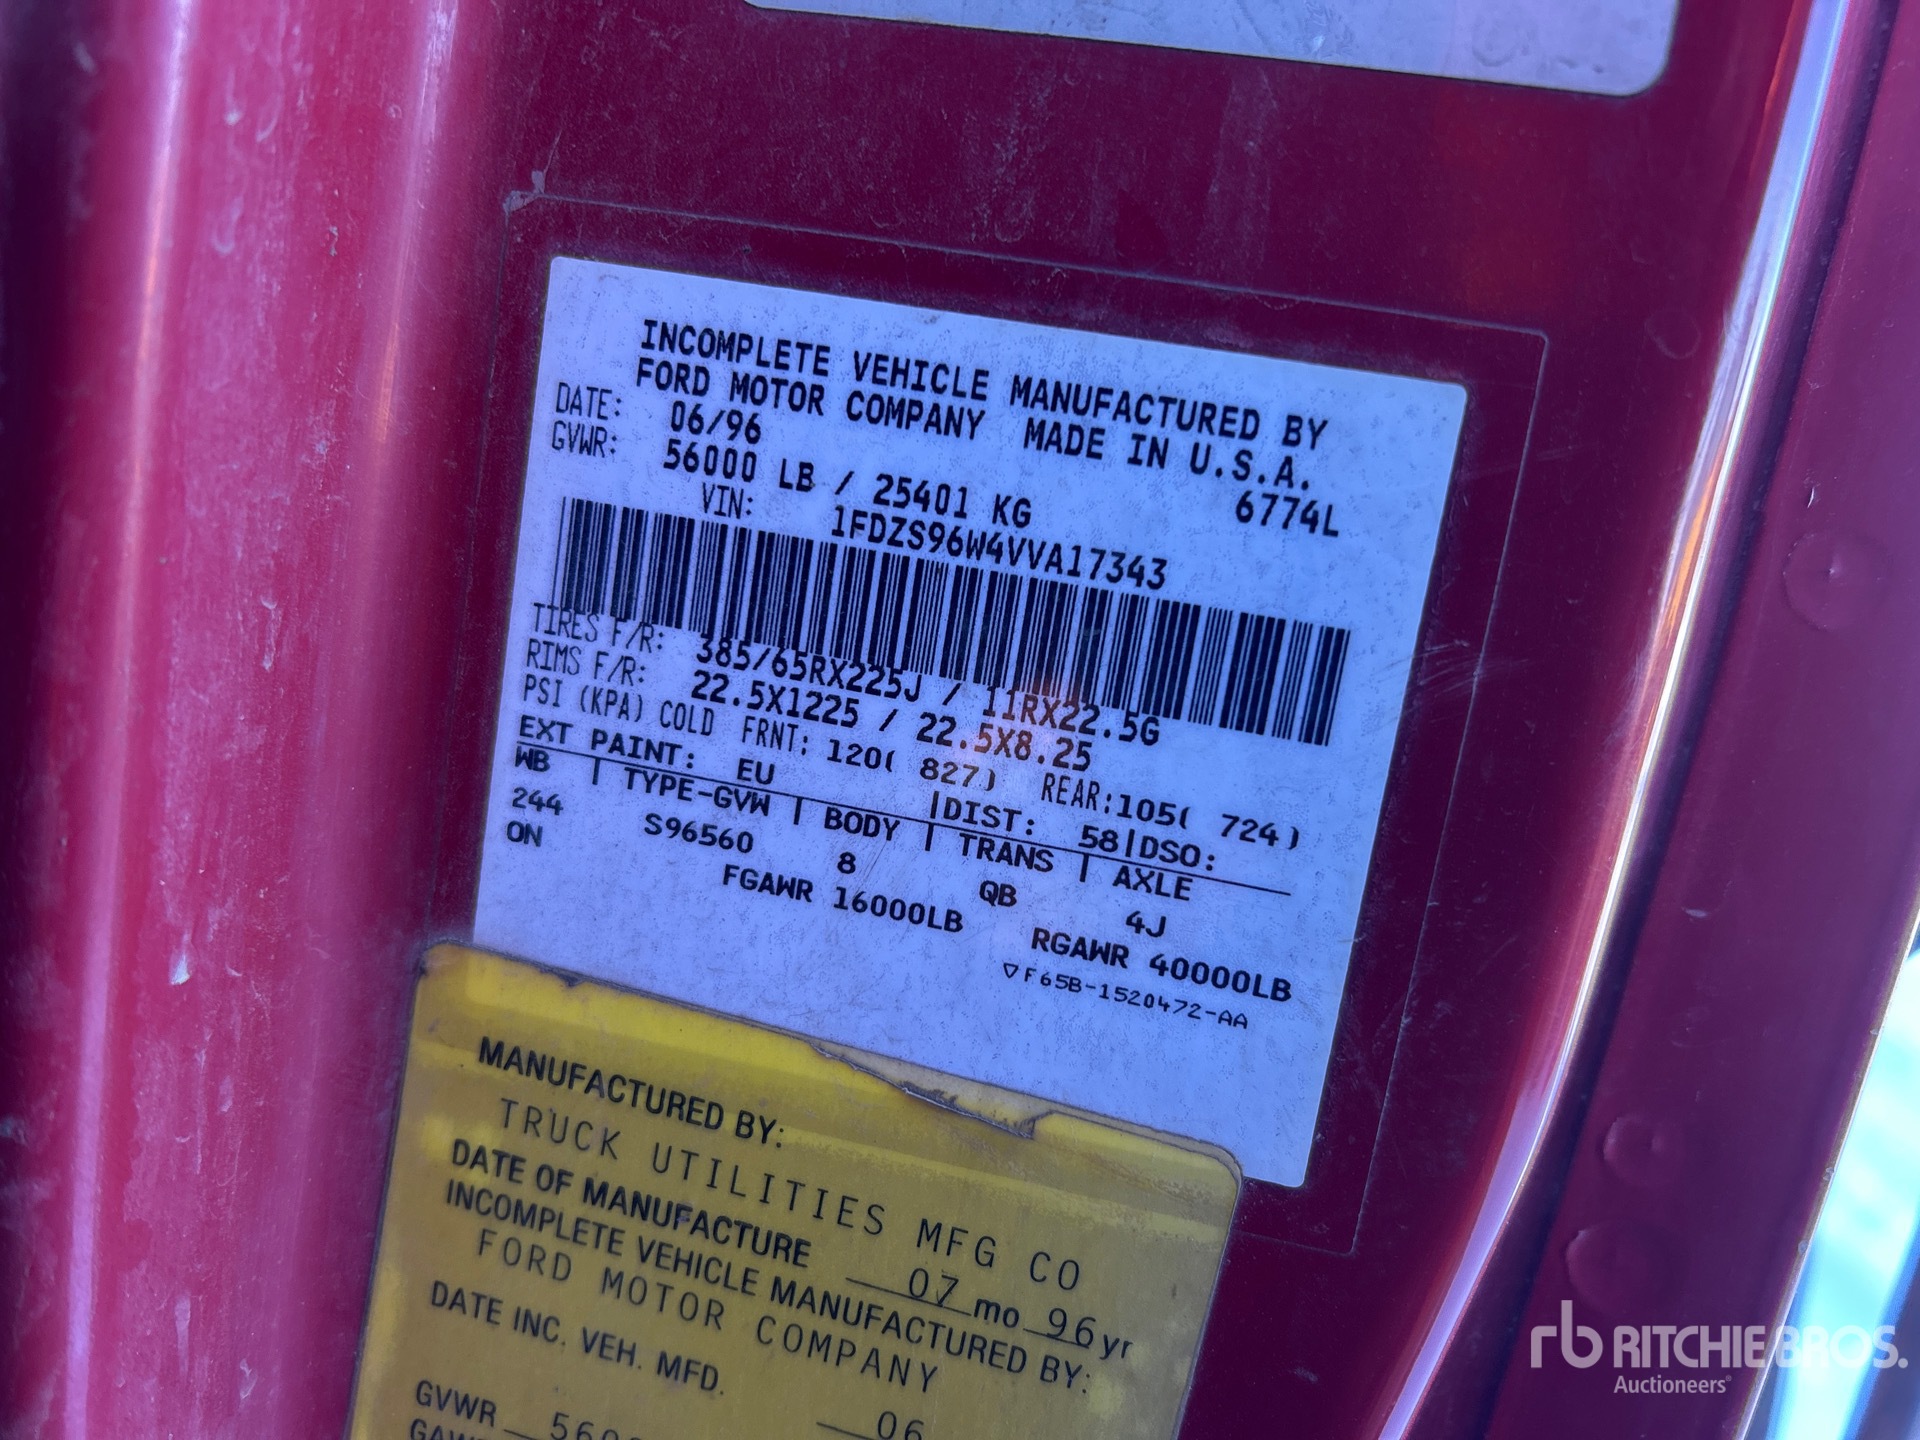 INCOMPLETE VEHICLE MANUFACTURED BY
FORD MOTOR COMPANY MADE IN U.S.A.
DATE: 06/96 6774L
GVWR: 56000 LB / 25401 KG
VIN: 1FDZS96W4VVA17343
TIRES F/R: 385/65RX225J / 11RX22.5G
RIMS F/R: 22.5X1225 / 22.5X8.25
PSI (KPA) COLD FRNT: 120( 827) REAR:105( 724)
EXT PAINT: EU |DIST: 58|DSO:
WB | TYPE-GVW | BODY | TRANS | AXLE
244 S96560 8 QB 4J
ON FGAWR 16000LB RGAWR 40000LB
▽F65B-1520472-AA
MANUFACTURED BY:
TRUCK UTILITIES MFG CO
DATE OF MANUFACTURE 07 mo 96 yr
INCOMPLETE VEHICLE MANUFACTURED BY:
FORD MOTOR COMPANY
DATE INC. VEH. MFD. 06
GVWR
rb RITCHIE BROS.
Auctioneers